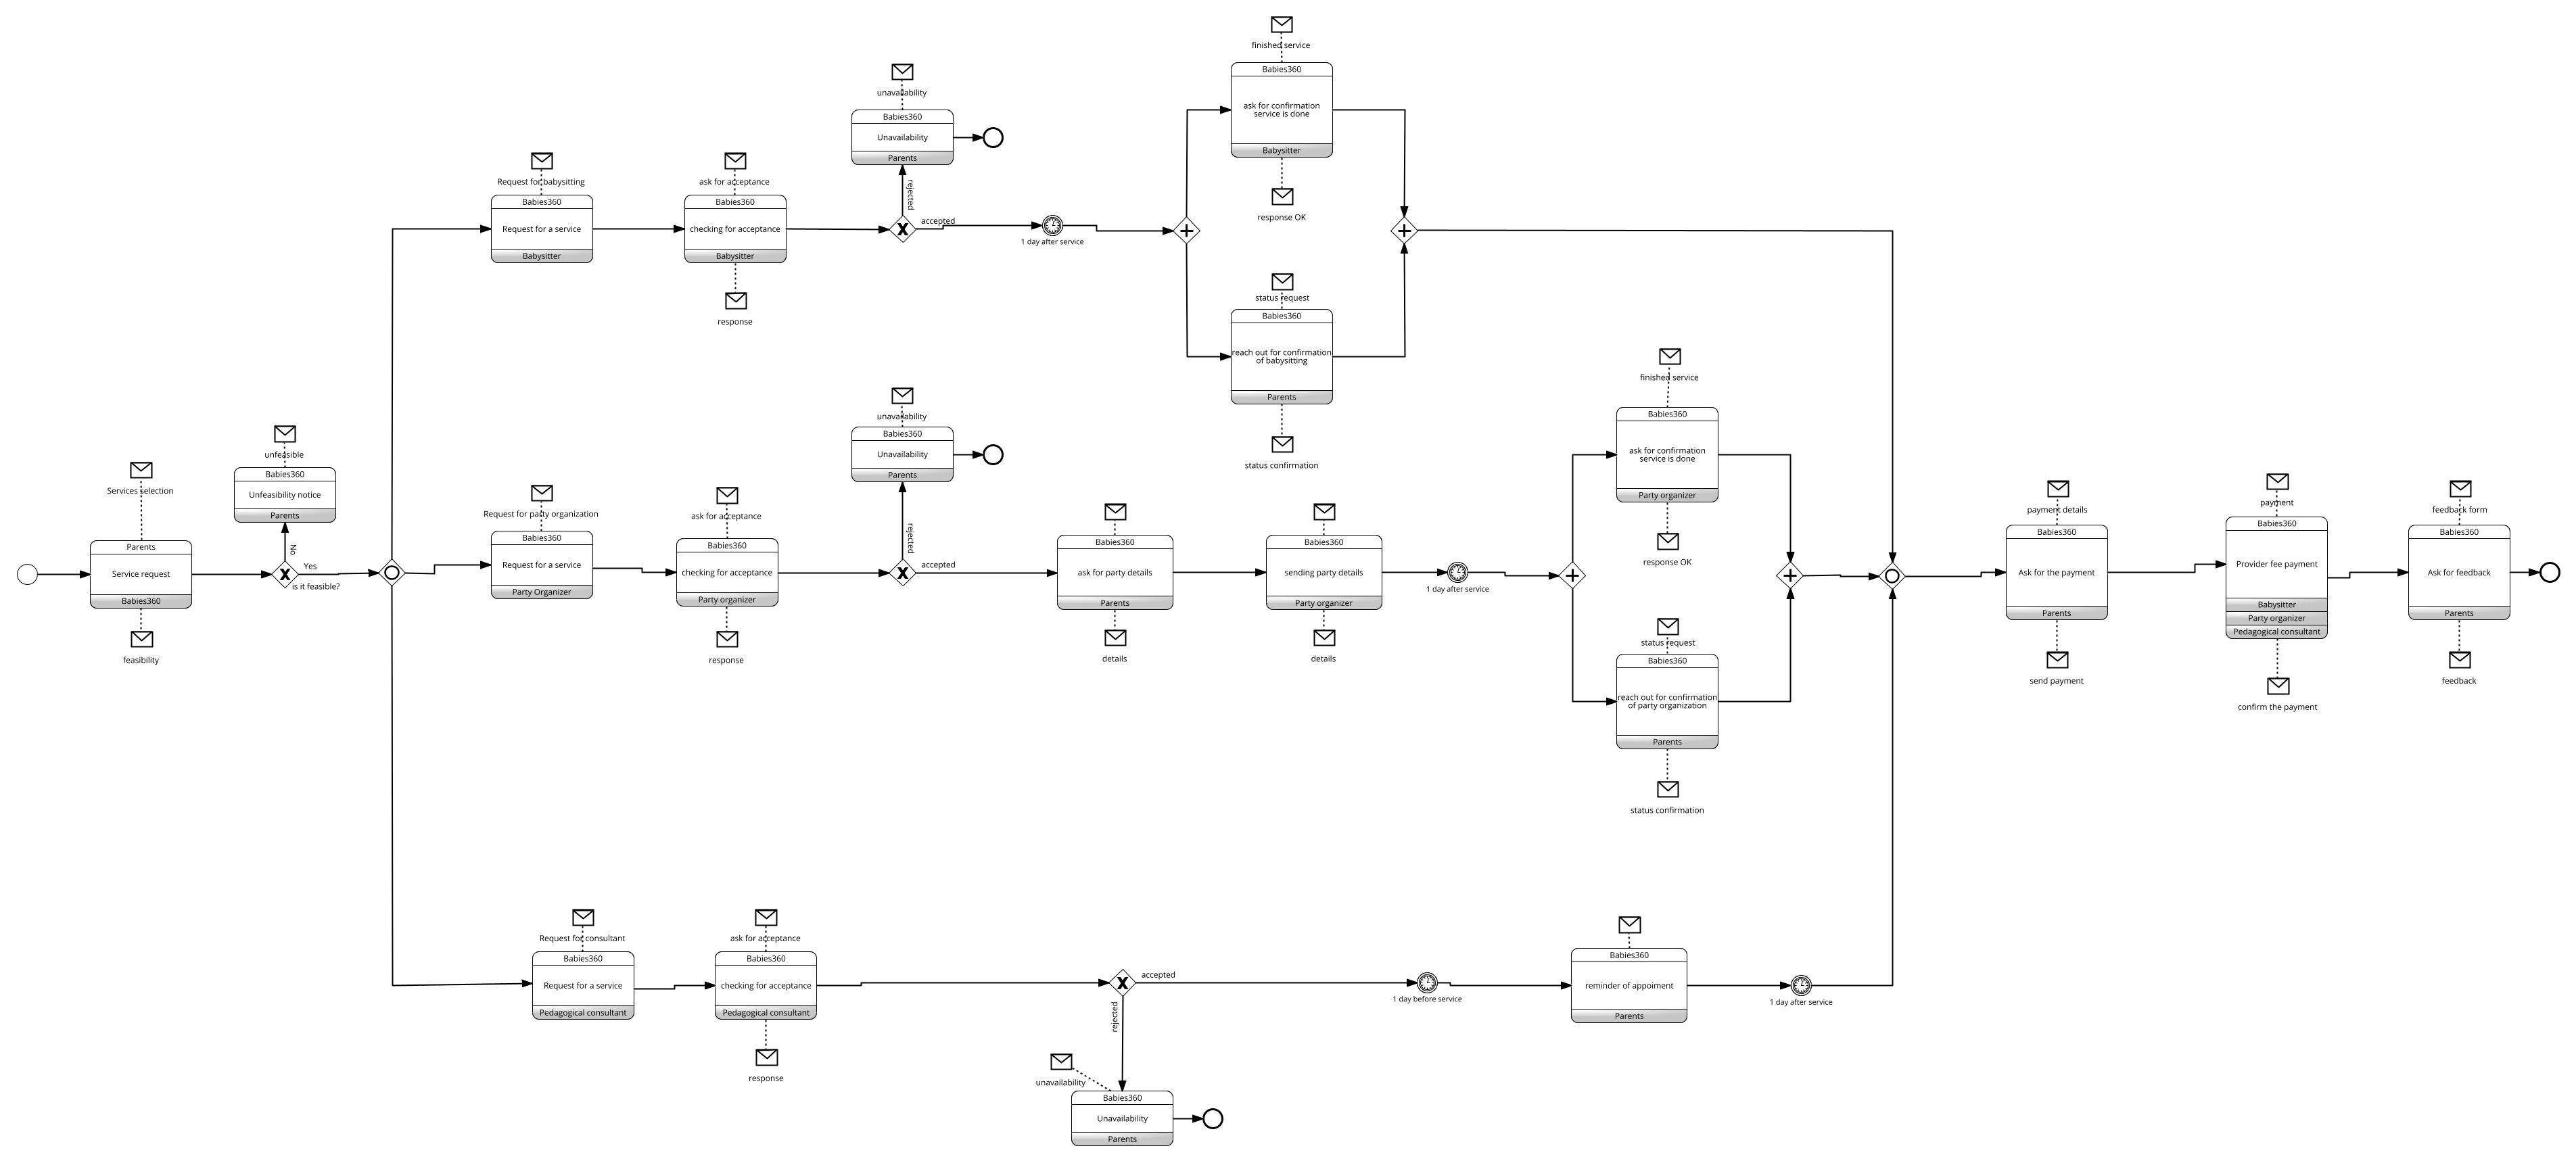 Services selection
Parents
Service request
Babies360
feasibility
unfeasible
Babies360
Unfeasibility notice
Parents
No
Yes
is it feasible?
Request for babysitting
Babies360
Request for a service
Babysitter
ask for acceptance
Babies360
checking for acceptance
Babysitter
response
unavailability
Babies360
Unavailability
Parents
rejected
accepted
1 day after service
finished service
Babies360
ask for confirmation
service is done
Babysitter
response OK
status request
Babies360
reach out for confirmation
of babysitting
Parents
status confirmation
Request for party organization
Babies360
Request for a service
Party Organizer
ask for acceptance
Babies360
checking for acceptance
Party organizer
response
unavailability
Babies360
Unavailability
Parents
rejected
accepted
Babies360
ask for party details
Parents
details
Babies360
sending party details
Party organizer
details
1 day after service
finished service
Babies360
ask for confirmation
service is done
Party organizer
response OK
status request
Babies360
reach out for confirmation
of party organization
Parents
status confirmation
Request for consultant
Babies360
Request for a service
Pedagogical consultant
ask for acceptance
Babies360
checking for acceptance
Pedagogical consultant
response
accepted
rejected
unavailability
Babies360
Unavailability
Parents
1 day before service
Babies360
reminder of appoiment
Parents
1 day after service
payment details
Babies360
Ask for the payment
Parents
send payment
payment
Babies360
Provider fee payment
Babysitter
Party organizer
Pedagogical consultant
confirm the payment
feedback form
Babies360
Ask for feedback
Parents
feedback